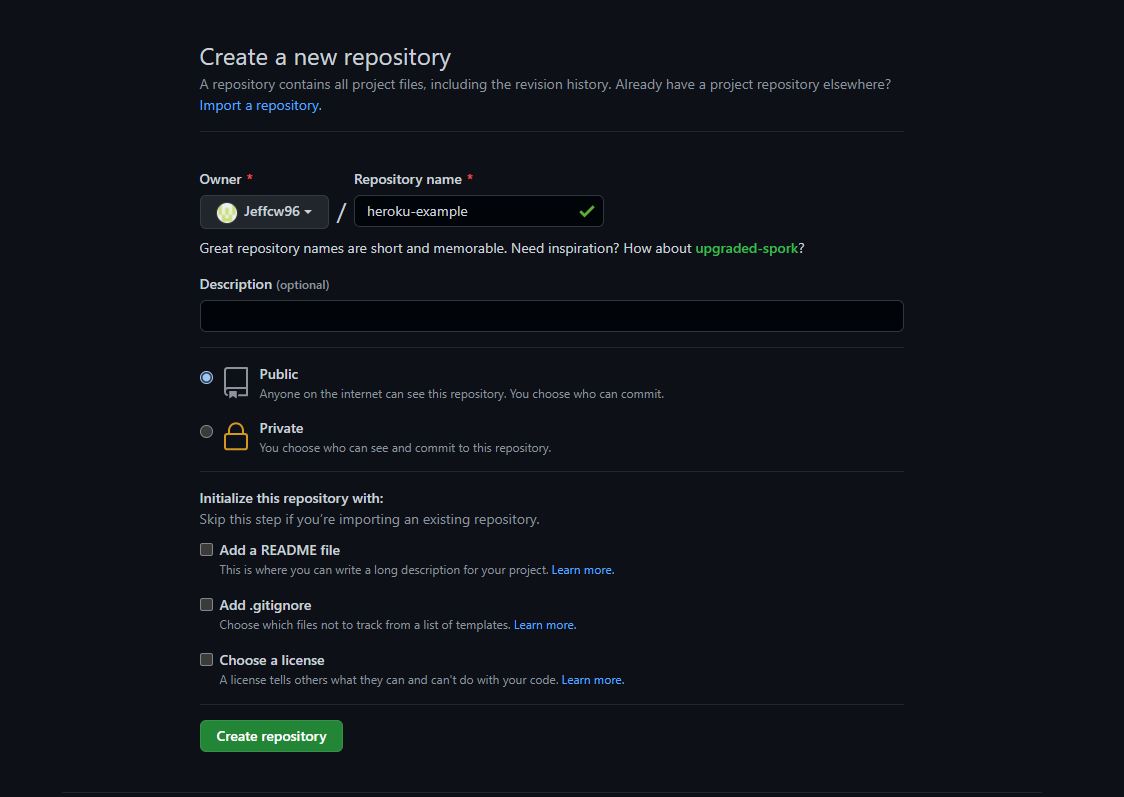 Create a new repository
A repository contains all project files, including the revision history. Already have a project repository elsewhere?
Import a repository.
Owner * Repository name *
Jeffcw96 / heroku-example
Great repository names are short and memorable. Need inspiration? How about upgraded-spork?
Description (optional)
Public
Anyone on the internet can see this repository. You choose who can commit.
Private
You choose who can see and commit to this repository.
Initialize this repository with:
Skip this step if you’re importing an existing repository.
Add a README file
This is where you can write a long description for your project. Learn more.
Add .gitignore
Choose which files not to track from a list of templates. Learn more.
Choose a license
A license tells others what they can and can't do with your code. Learn more.
Create repository